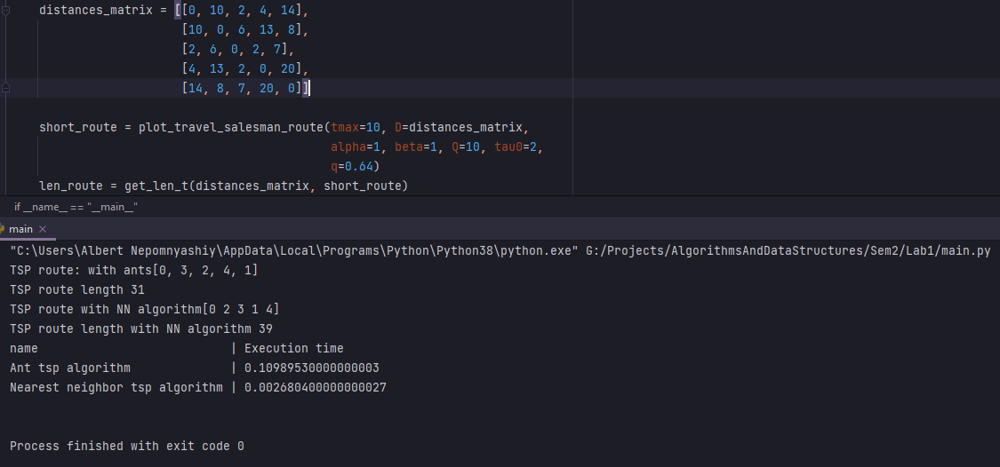 distances_matrix = [[0, 10, 2, 4, 14],
[10, 0, 6, 13, 8],
[2, 6, 0, 2, 7],
[4, 13, 2, 0, 20],
[14, 8, 7, 20, 0]]
short_route = plot_travel_salesman_route(tmax=10, D=distances_matrix,
alpha=1, beta=1, Q=10, tau0=2,
q=0.64)
len_route = get_len_t(distances_matrix, short_route)
if __name__ == "__main__"
main ×
"C:\Users\Albert Nepomnyashiy\AppData\Local\Programs\Python\Python38\python.exe" G:/Projects/AlgorithmsAndDataStructures/Sem2/Lab1/main.py
TSP route: with ants[0, 3, 2, 4, 1]
TSP route length 31
TSP route with NN algorithm[0 2 3 1 4]
TSP route length with NN algorithm 39
name | Execution time
Ant tsp algorithm | 0.10989530000000003
Nearest neighbor tsp algorithm | 0.002680400000000027
Process finished with exit code 0